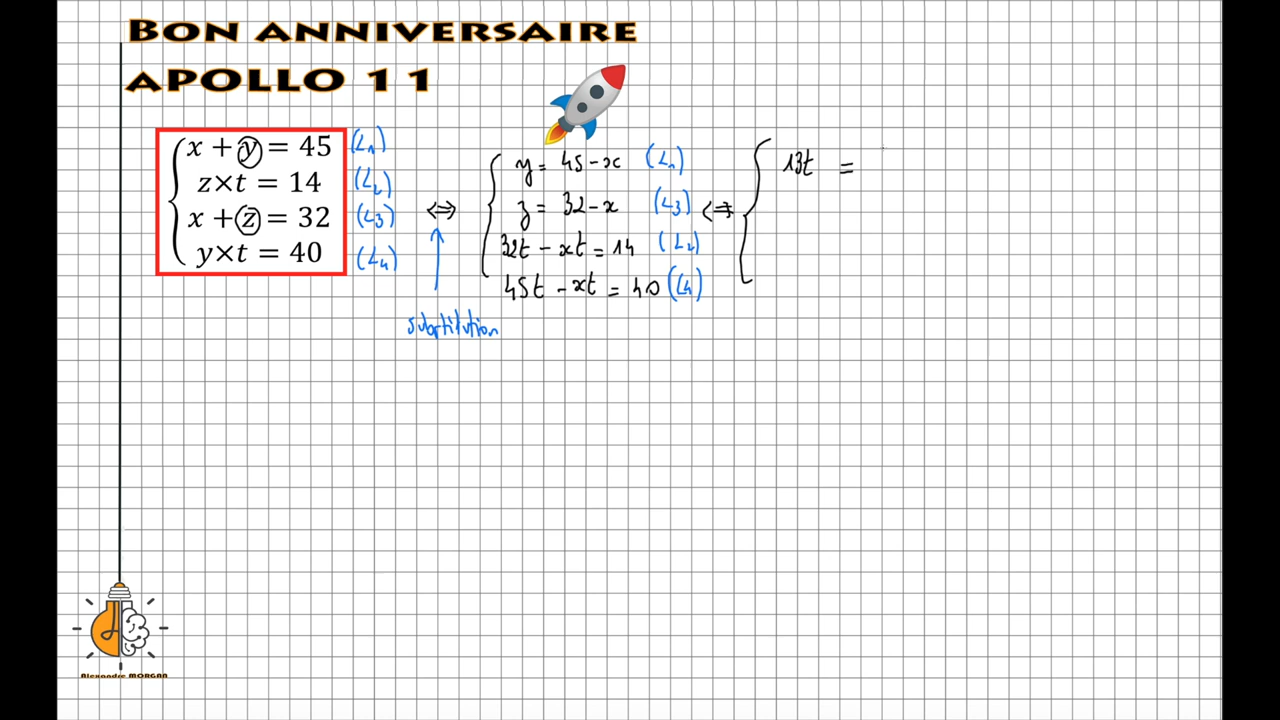 BON ANNIVERSAIRE
APOLLO 11
x + y = 45 (L1)
z×t = 14 (L2)
x + z = 32 (L3)
y×t = 40 (L4)
⇔
substitution
y = 45 - x (L1)
z = 32 - x (L3)
32t - xt = 14 (L2)
45t - xt = 40 (L4)
⇔
13t =
Alexandre MORGAN